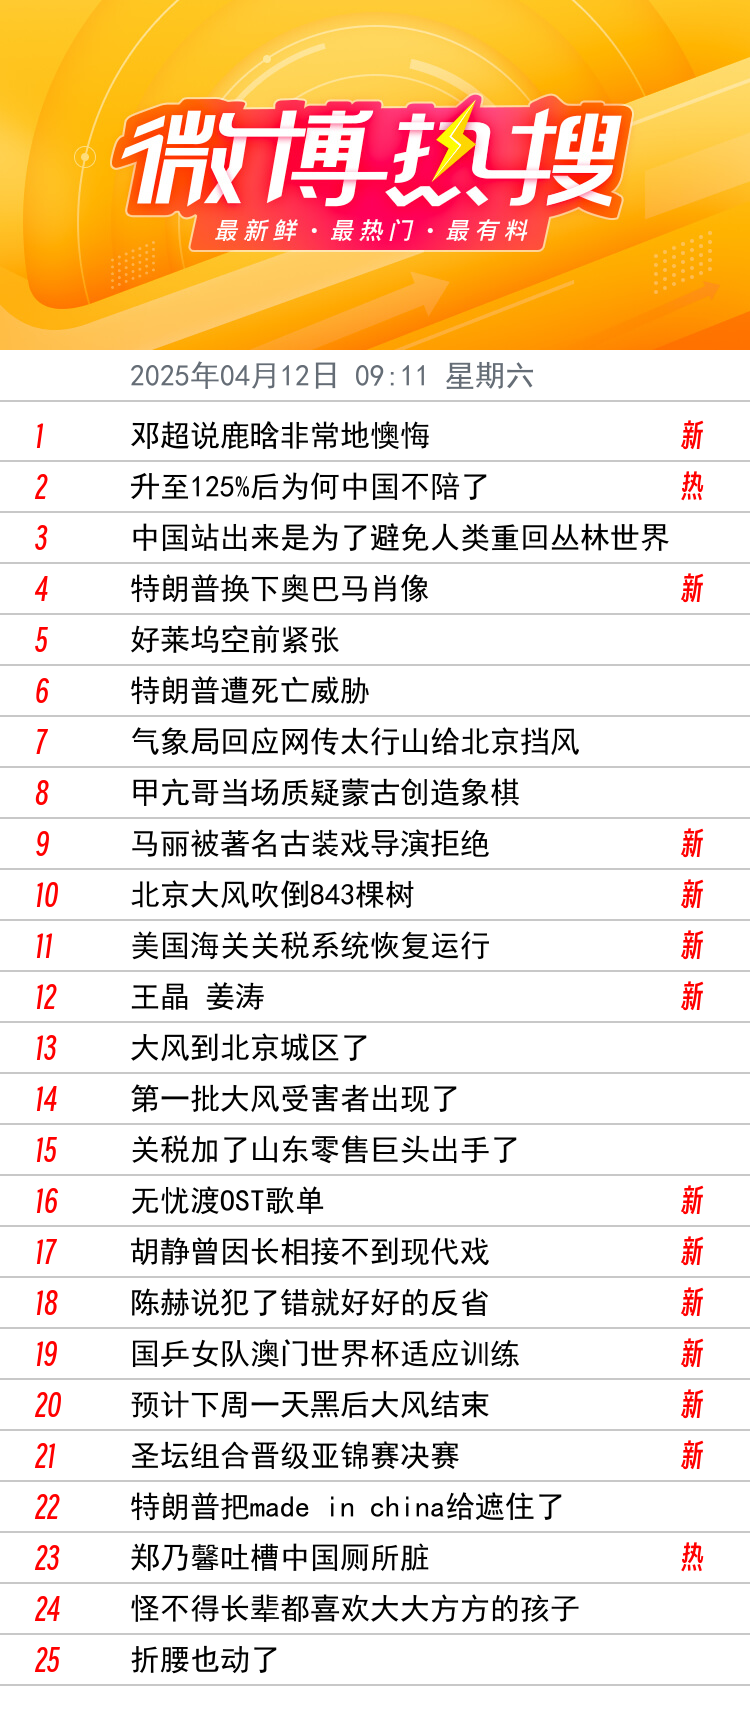 微博热搜
最新鲜·最热门·最有料
2025年04月12日 09:11 星期六
1 邓超说鹿晗非常地懊悔 新
2 升至125%后为何中国不陪了 热
3 中国站出来是为了避免人类重回丛林世界
4 特朗普换下奥巴马肖像 新
5 好莱坞空前紧张
6 特朗普遭死亡威胁
7 气象局回应网传太行山给北京挡风
8 甲亢哥当场质疑蒙古创造象棋
9 马丽被著名古装戏导演拒绝 新
10 北京大风吹倒843棵树 新
11 美国海关关税系统恢复运行 新
12 王晶 姜涛 新
13 大风到北京城区了
14 第一批大风受害者出现了
15 关税加了山东零售巨头出手了
16 无忧渡OST歌单 新
17 胡静曾因长相接不到现代戏 新
18 陈赫说犯了错就好好的反省 新
19 国乒女队澳门世界杯适应训练 新
20 预计下周一天黑后大风结束 新
21 圣坛组合晋级亚锦赛决赛 新
22 特朗普把made in china给遮住了
23 郑乃馨吐槽中国厕所脏 热
24 怪不得长辈都喜欢大大方方的孩子
25 折腰也动了